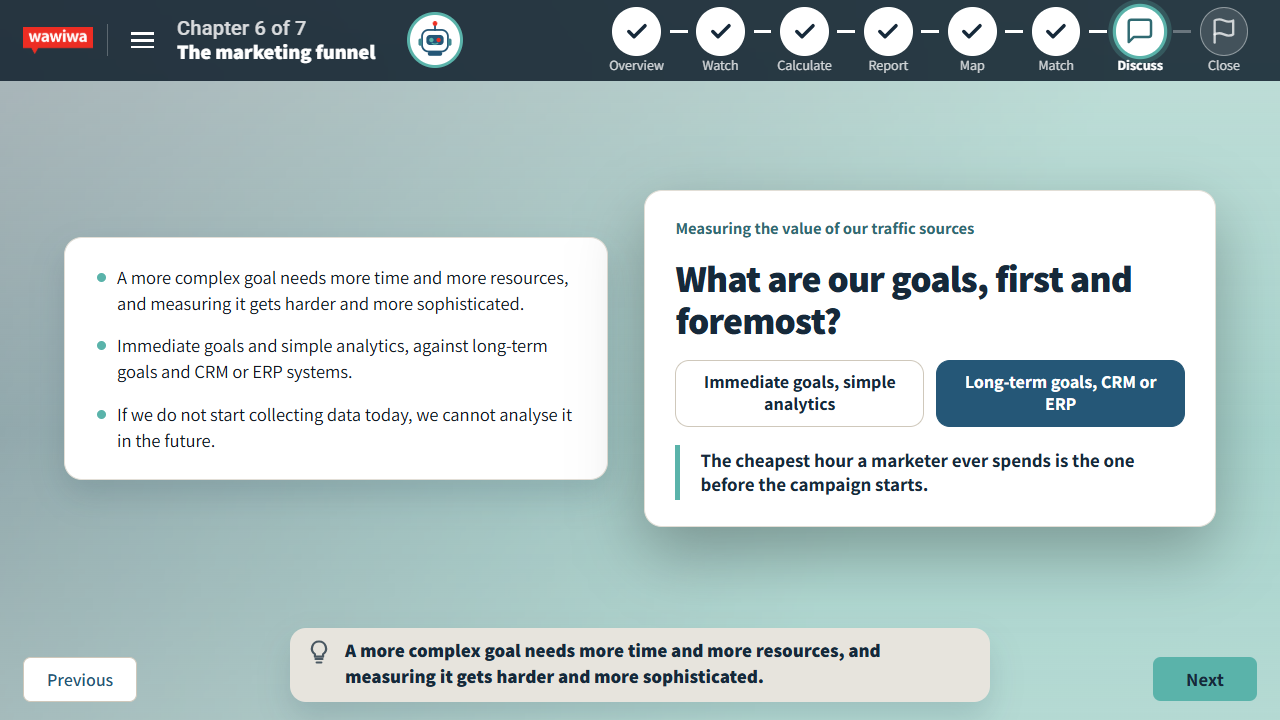 wawiwa
Chapter 6 of 7
The marketing funnel
Overview
Watch
Calculate
Report
Map
Match
Discuss
Close
A more complex goal needs more time and more resources,
and measuring it gets harder and more sophisticated.
Immediate goals and simple analytics, against long-term
goals and CRM or ERP systems.
If we do not start collecting data today, we cannot analyse it
in the future.
Measuring the value of our traffic sources
What are our goals, first and
foremost?
Immediate goals, simple
analytics
Long-term goals, CRM or
ERP
The cheapest hour a marketer ever spends is the one
before the campaign starts.
A more complex goal needs more time and more resources, and
measuring it gets harder and more sophisticated.
Previous
Next